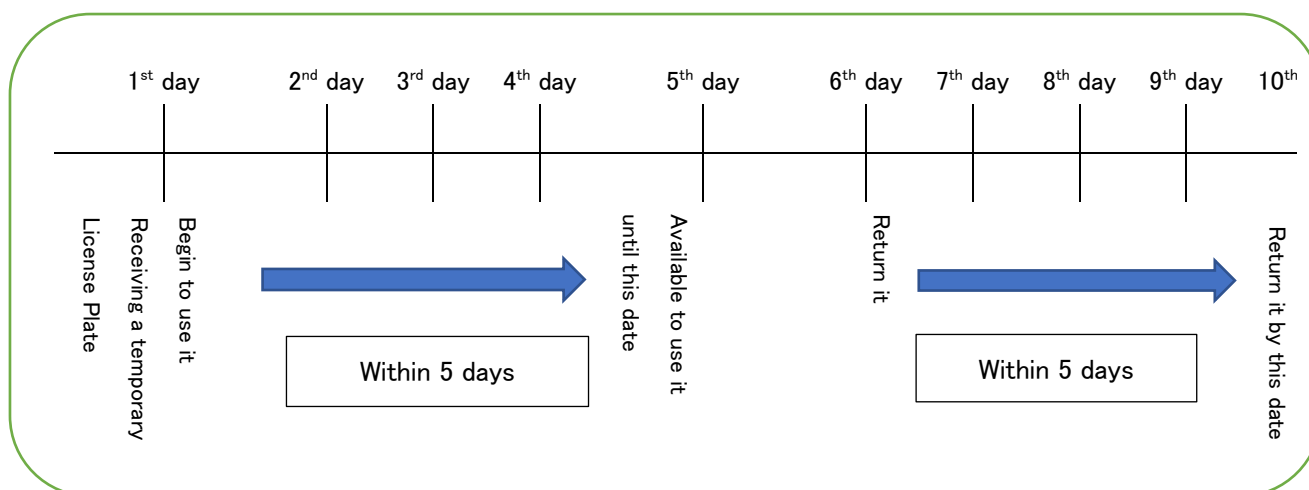 1st day
2nd day
3rd day
4th day
5th day
6th day
7th day
8th day
9th day
10th
Begin to use it
Receiving a temporary
License Plate
Within 5 days
Available to use it
until this date
Return it
Within 5 days
Return it by this date